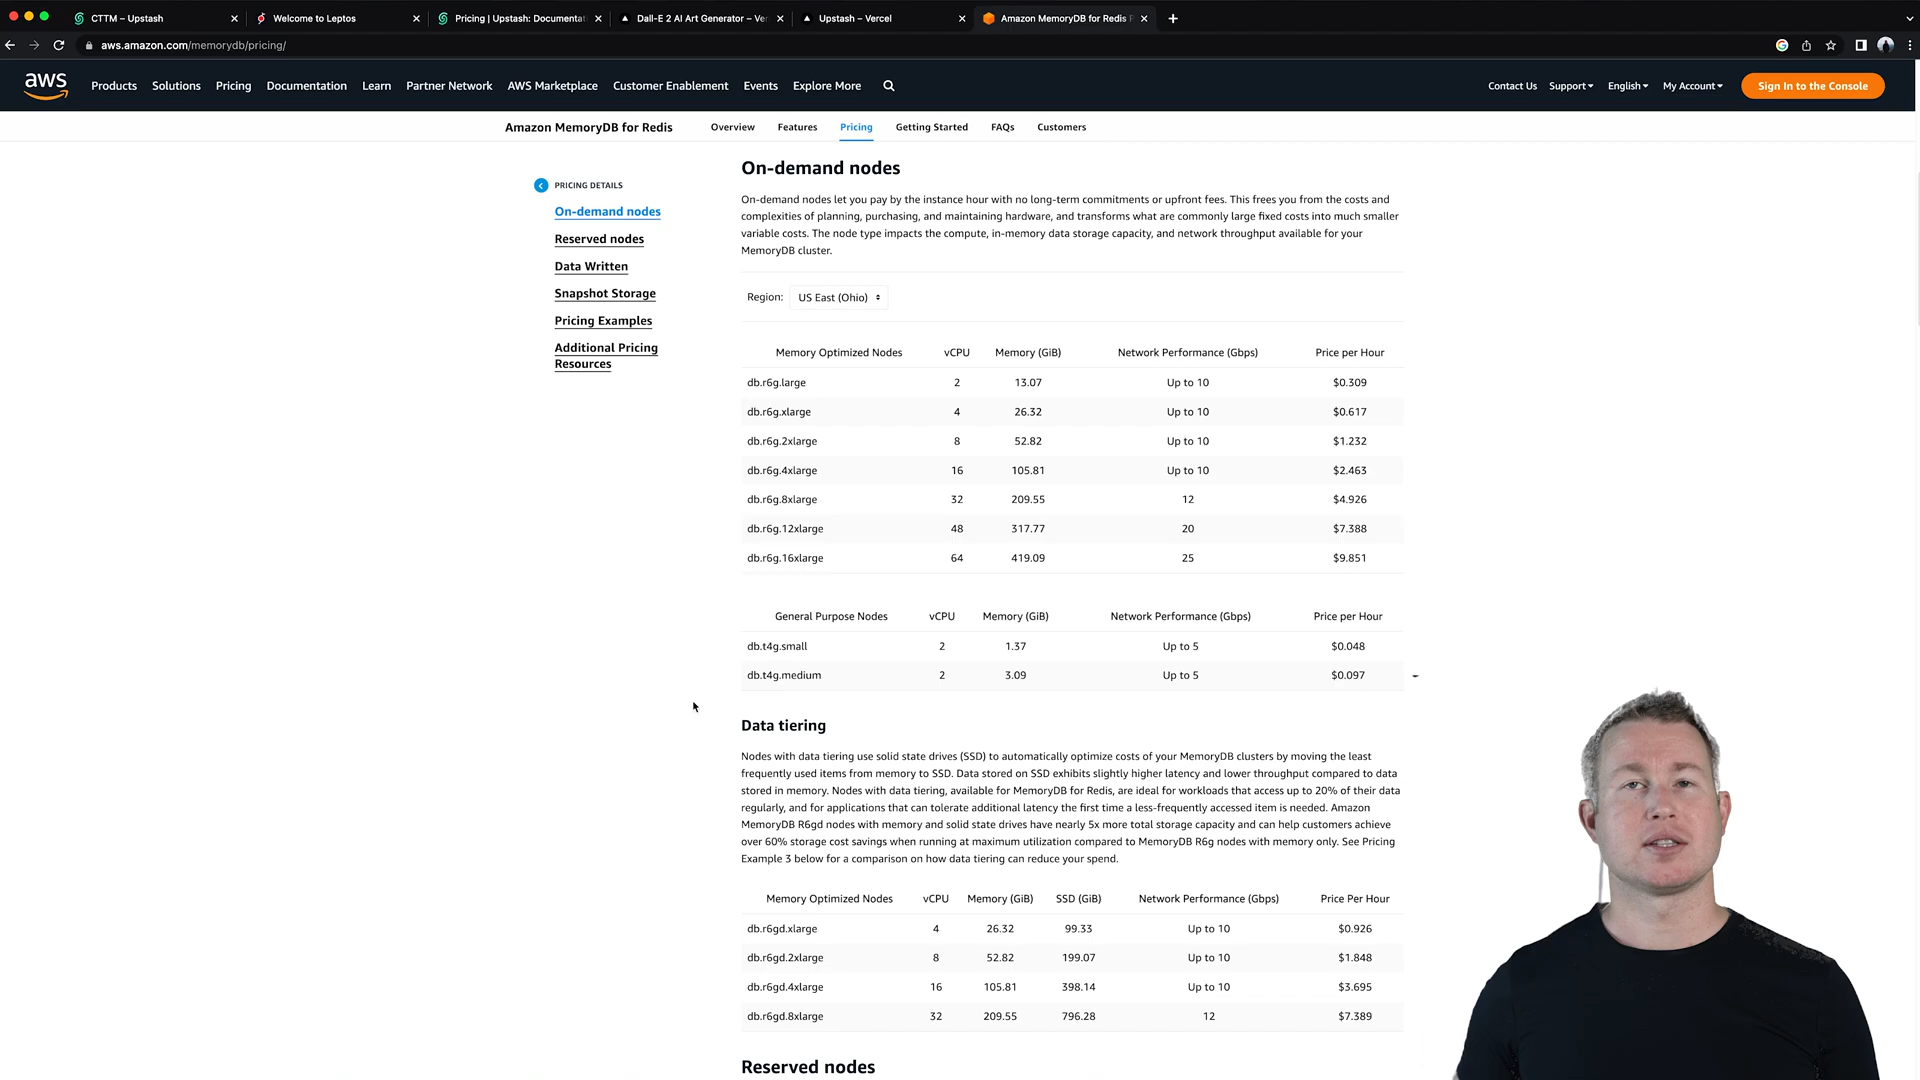 CTTM – Upstash
Welcome to Leptos
Pricing | Upstash: Documentat
Dall-E 2 AI Art Generator – Ver
Upstash – Vercel
Amazon MemoryDB for Redis P
aws.amazon.com/memorydb/pricing/
aws
Products
Solutions
Pricing
Documentation
Learn
Partner Network
AWS Marketplace
Customer Enablement
Events
Explore More
Contact Us
Support
English
My Account
Sign In to the Console
Amazon MemoryDB for Redis
Overview
Features
Pricing
Getting Started
FAQs
Customers
PRICING DETAILS
On-demand nodes
Reserved nodes
Data Written
Snapshot Storage
Pricing Examples
Additional Pricing
Resources
On-demand nodes
On-demand nodes let you pay by the instance hour with no long-term commitments or upfront fees. This frees you from the costs and
complexities of planning, purchasing, and maintaining hardware, and transforms what are commonly large fixed costs into much smaller
variable costs. The node type impacts the compute, in-memory data storage capacity, and network throughput available for your
MemoryDB cluster.
Region: US East (Ohio)
Memory Optimized Nodes vCPU Memory (GiB) Network Performance (Gbps) Price per Hour
db.r6g.large 2 13.07 Up to 10 $0.309
db.r6g.xlarge 4 26.32 Up to 10 $0.617
db.r6g.2xlarge 8 52.82 Up to 10 $1.232
db.r6g.4xlarge 16 105.81 Up to 10 $2.463
db.r6g.8xlarge 32 209.55 12 $4.926
db.r6g.12xlarge 48 317.77 20 $7.388
db.r6g.16xlarge 64 419.09 25 $9.851
General Purpose Nodes vCPU Memory (GiB) Network Performance (Gbps) Price per Hour
db.t4g.small 2 1.37 Up to 5 $0.048
db.t4g.medium 2 3.09 Up to 5 $0.097
Data tiering
Nodes with data tiering use solid state drives (SSD) to automatically optimize costs of your MemoryDB clusters by moving the least
frequently used items from memory to SSD. Data stored on SSD exhibits slightly higher latency and lower throughput compared to data
stored in memory. Nodes with data tiering, available for MemoryDB for Redis, are ideal for workloads that access up to 20% of their data
regularly, and for applications that can tolerate additional latency the first time a less-frequently accessed item is needed. Amazon
MemoryDB R6gd nodes with memory and solid state drives have nearly 5x more total storage capacity and can help customers achieve
over 60% storage cost savings when running at maximum utilization compared to MemoryDB R6g nodes with memory only. See Pricing
Example 3 below for a comparison on how data tiering can reduce your spend.
Memory Optimized Nodes vCPU Memory (GiB) SSD (GiB) Network Performance (Gbps) Price Per Hour
db.r6gd.xlarge 4 26.32 99.33 Up to 10 $0.926
db.r6gd.2xlarge 8 52.82 199.07 Up to 10 $1.848
db.r6gd.4xlarge 16 105.81 398.14 Up to 10 $3.695
db.r6gd.8xlarge 32 209.55 796.28 12 $7.389
Reserved nodes